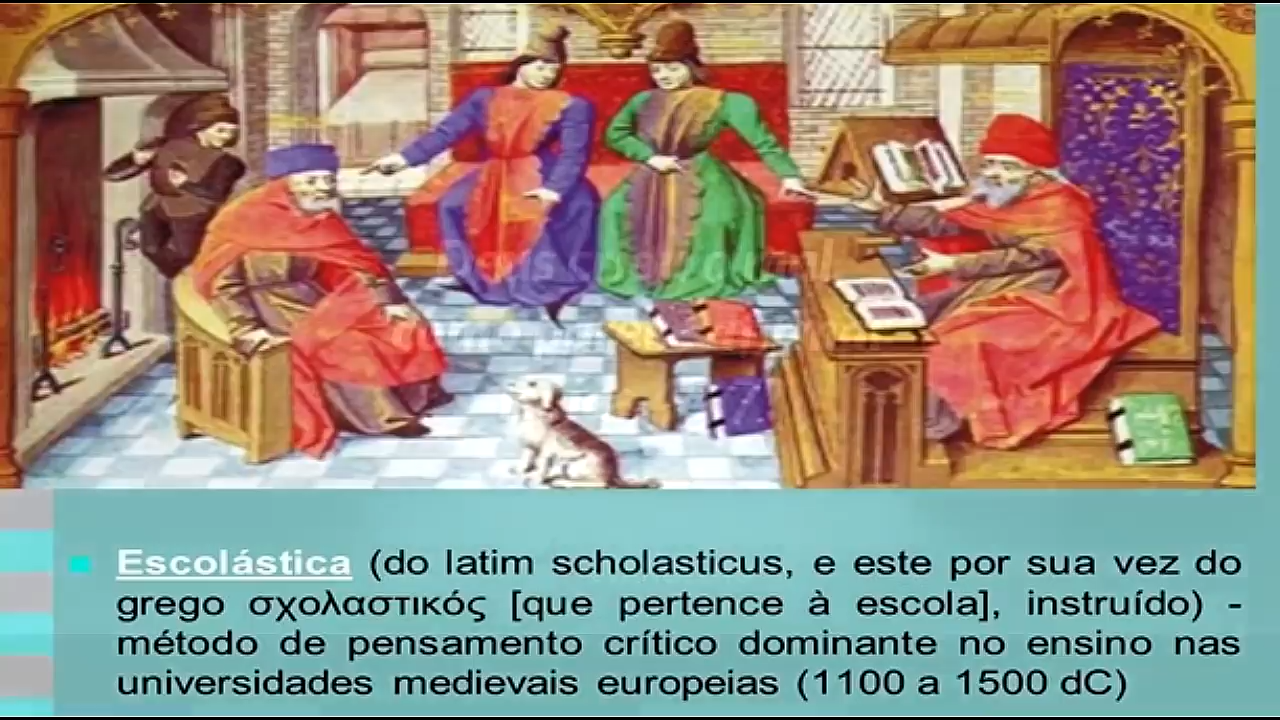 Escolástica (do latim scholasticus, e este por sua vez do
grego σχολαστικός [que pertence à escola], instruído) -
método de pensamento crítico dominante no ensino nas
universidades medievais europeias (1100 a 1500 dC)